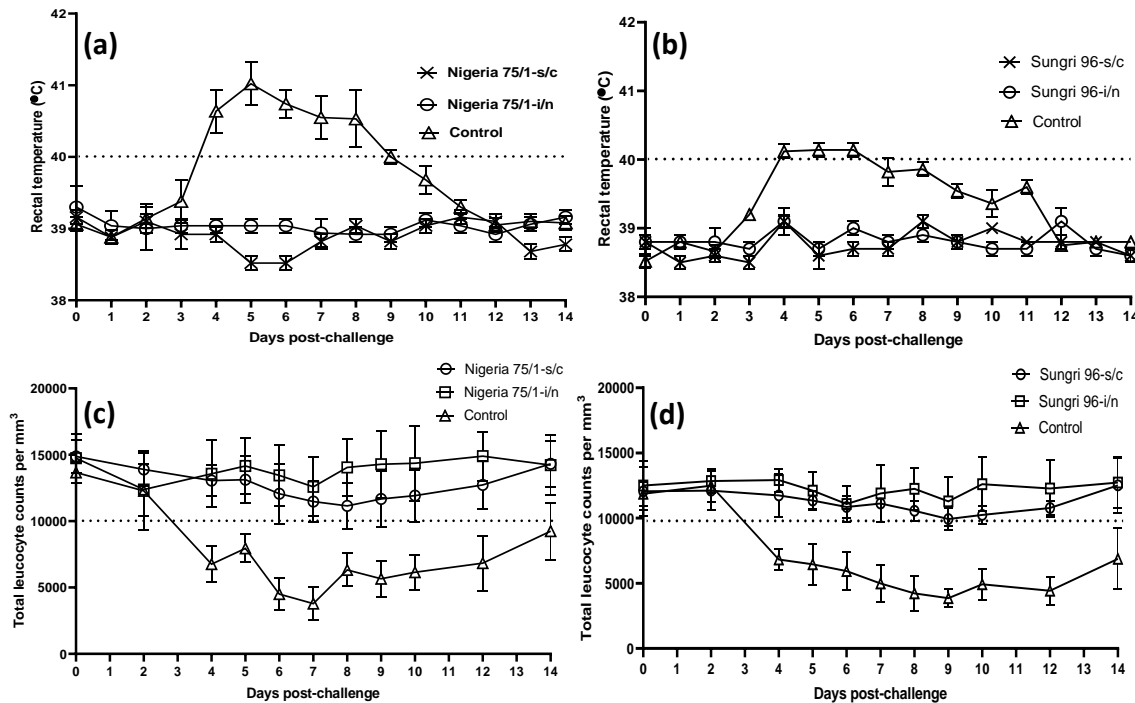 (a)
Nigeria 75/1-s/c
Nigeria 75/1-i/n
Control
Rectal temperature (●C)
42
41
40
39
38
0 1 2 3 4 5 6 7 8 9 10 11 12 13 14
Days post-challenge
(b)
Sungri 96-s/c
Sungri 96-i/n
Control
Rectal temperature (●C)
42
41
40
39
38
0 1 2 3 4 5 6 7 8 9 10 11 12 13 14
Days post-challenge
(c)
Nigeria 75/1-s/c
Nigeria 75/1-i/n
Control
Total leucocyte counts per mm³
20000
15000
10000
5000
0
0 1 2 3 4 5 6 7 8 9 10 11 12 13 14
Days post-challenge
(d)
Sungri 96-s/c
Sungri 96-i/n
Control
Total leucocyte counts per mm³
20000
15000
10000
5000
0
0 1 2 3 4 5 6 7 8 9 10 11 12 13 14
Days post-challenge